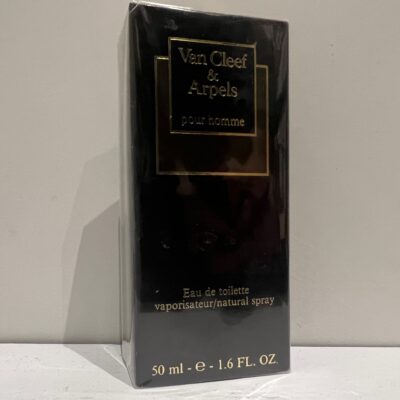 Van Cleef
&
Arpels
pour homme
Eau de toilette
vaporisateur/natural spray
50 ml - e - 1.6 FL. OZ.